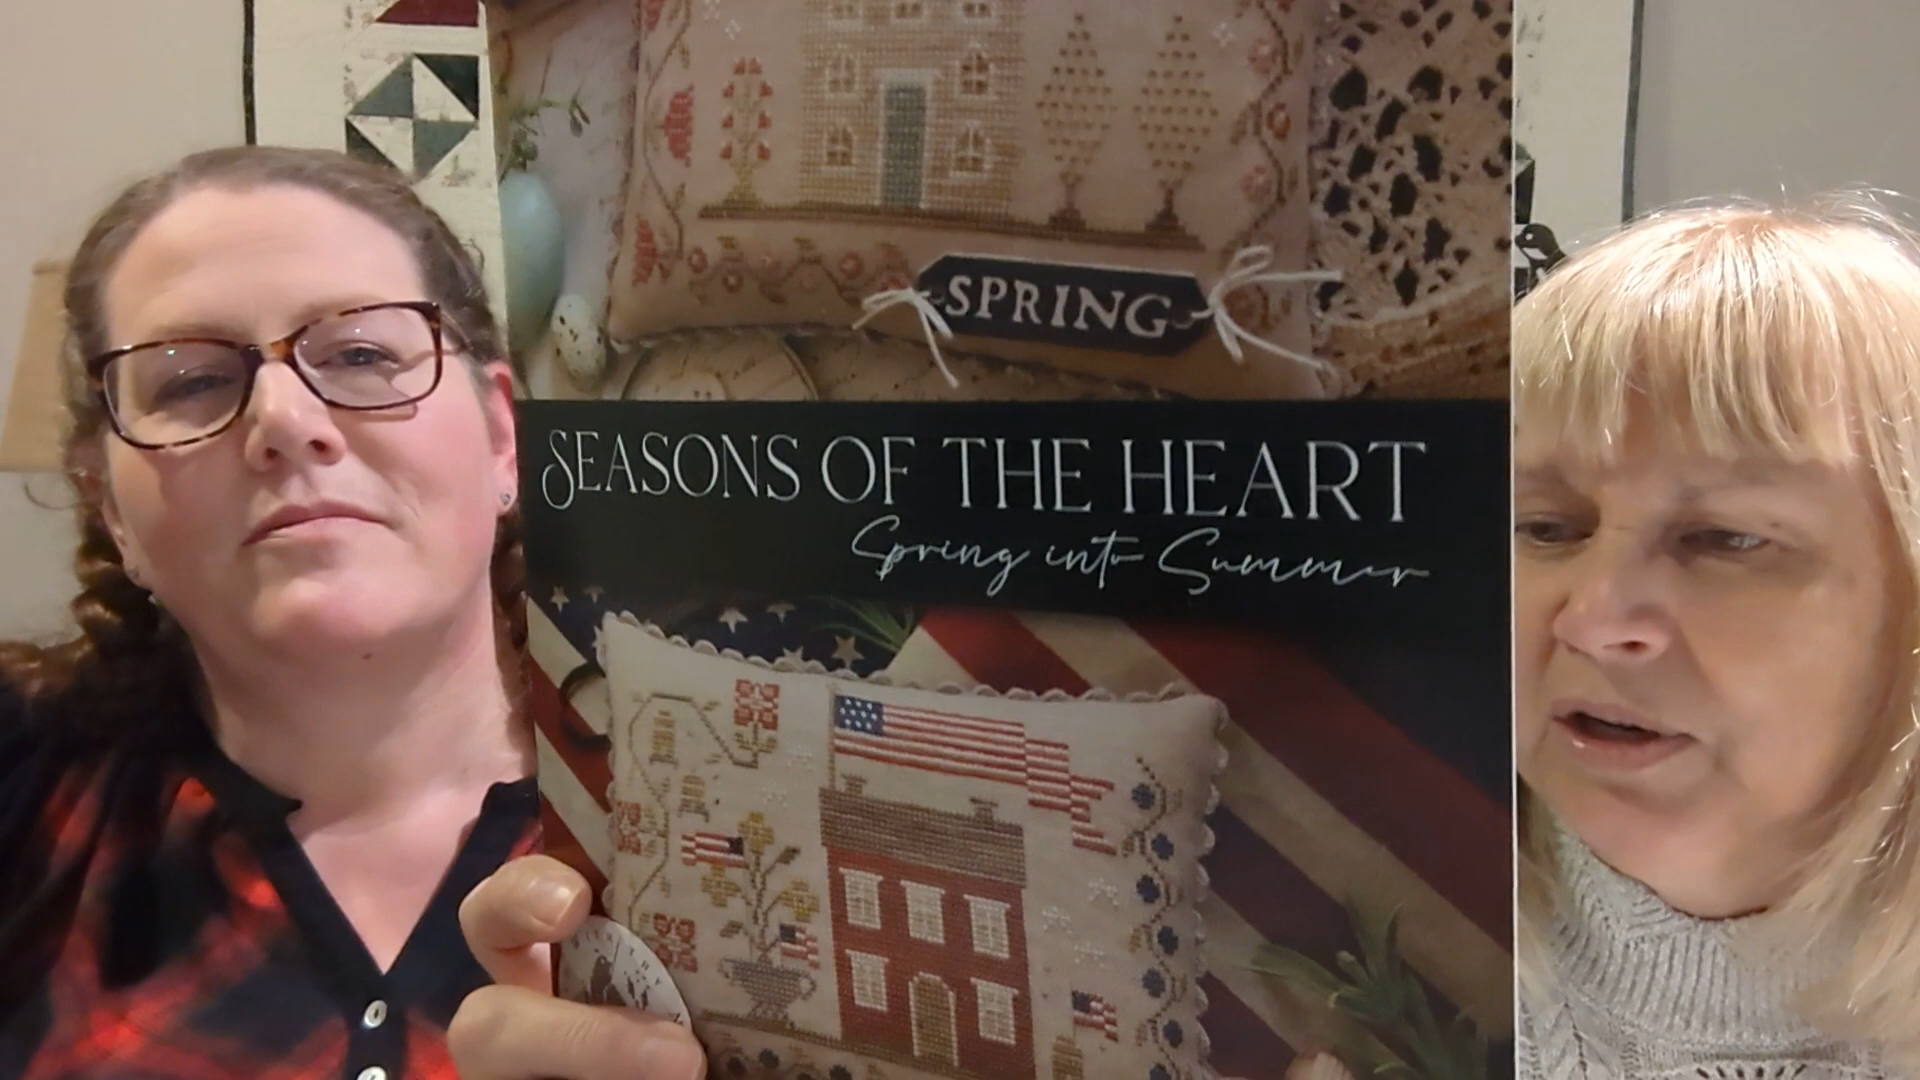 SPRING
SEASONS OF THE HEART
Spring into Summer